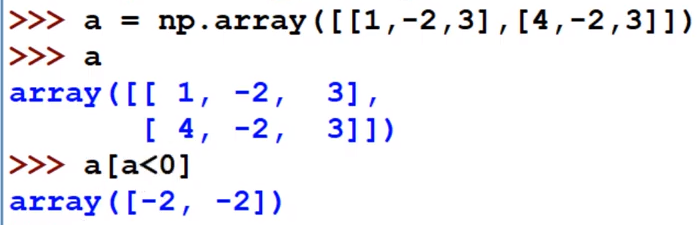 >>> a = np.array([[1,-2,3],[4,-2,3]])
>>> a
array([[ 1, -2,  3],
       [ 4, -2,  3]])
>>> a[a<0]
array([-2, -2])